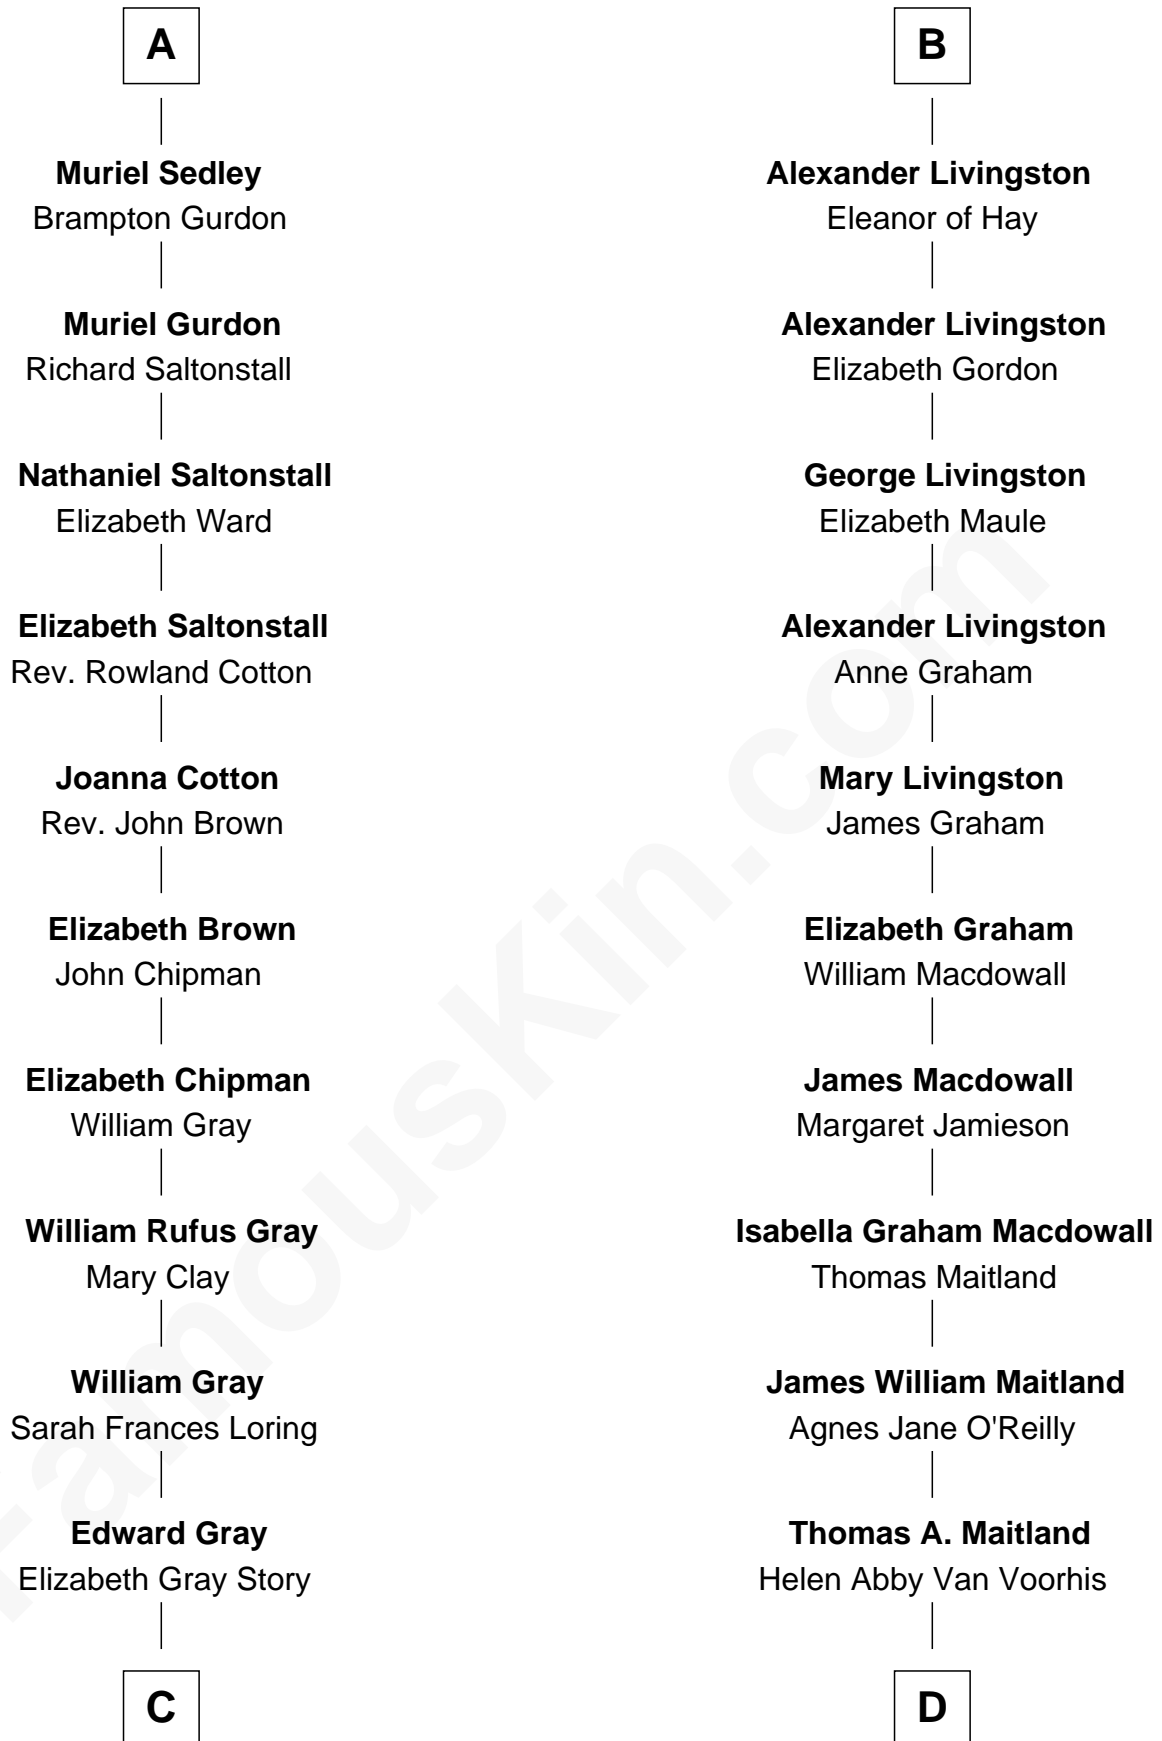 A
Muriel Sedley
Brampton Gurdon
Muriel Gurdon
Richard Saltonstall
Nathaniel Saltonstall
Elizabeth Ward
Elizabeth Saltonstall
Rev. Rowland Cotton
Joanna Cotton
Rev. John Brown
Elizabeth Brown
John Chipman
Elizabeth Chipman
William Gray
William Rufus Gray
Mary Clay
William Gray
Sarah Frances Loring
Edward Gray
Elizabeth Gray Story
C
B
Alexander Livingston
Eleanor of Hay
Alexander Livingston
Elizabeth Gordon
George Livingston
Elizabeth Maule
Alexander Livingston
Anne Graham
Mary Livingston
James Graham
Elizabeth Graham
William Macdowall
James Macdowall
Margaret Jamieson
Isabella Graham Macdowall
Thomas Maitland
James William Maitland
Agnes Jane O'Reilly
Thomas A. Maitland
Helen Abby Van Voorhis
D
FamousKin.com